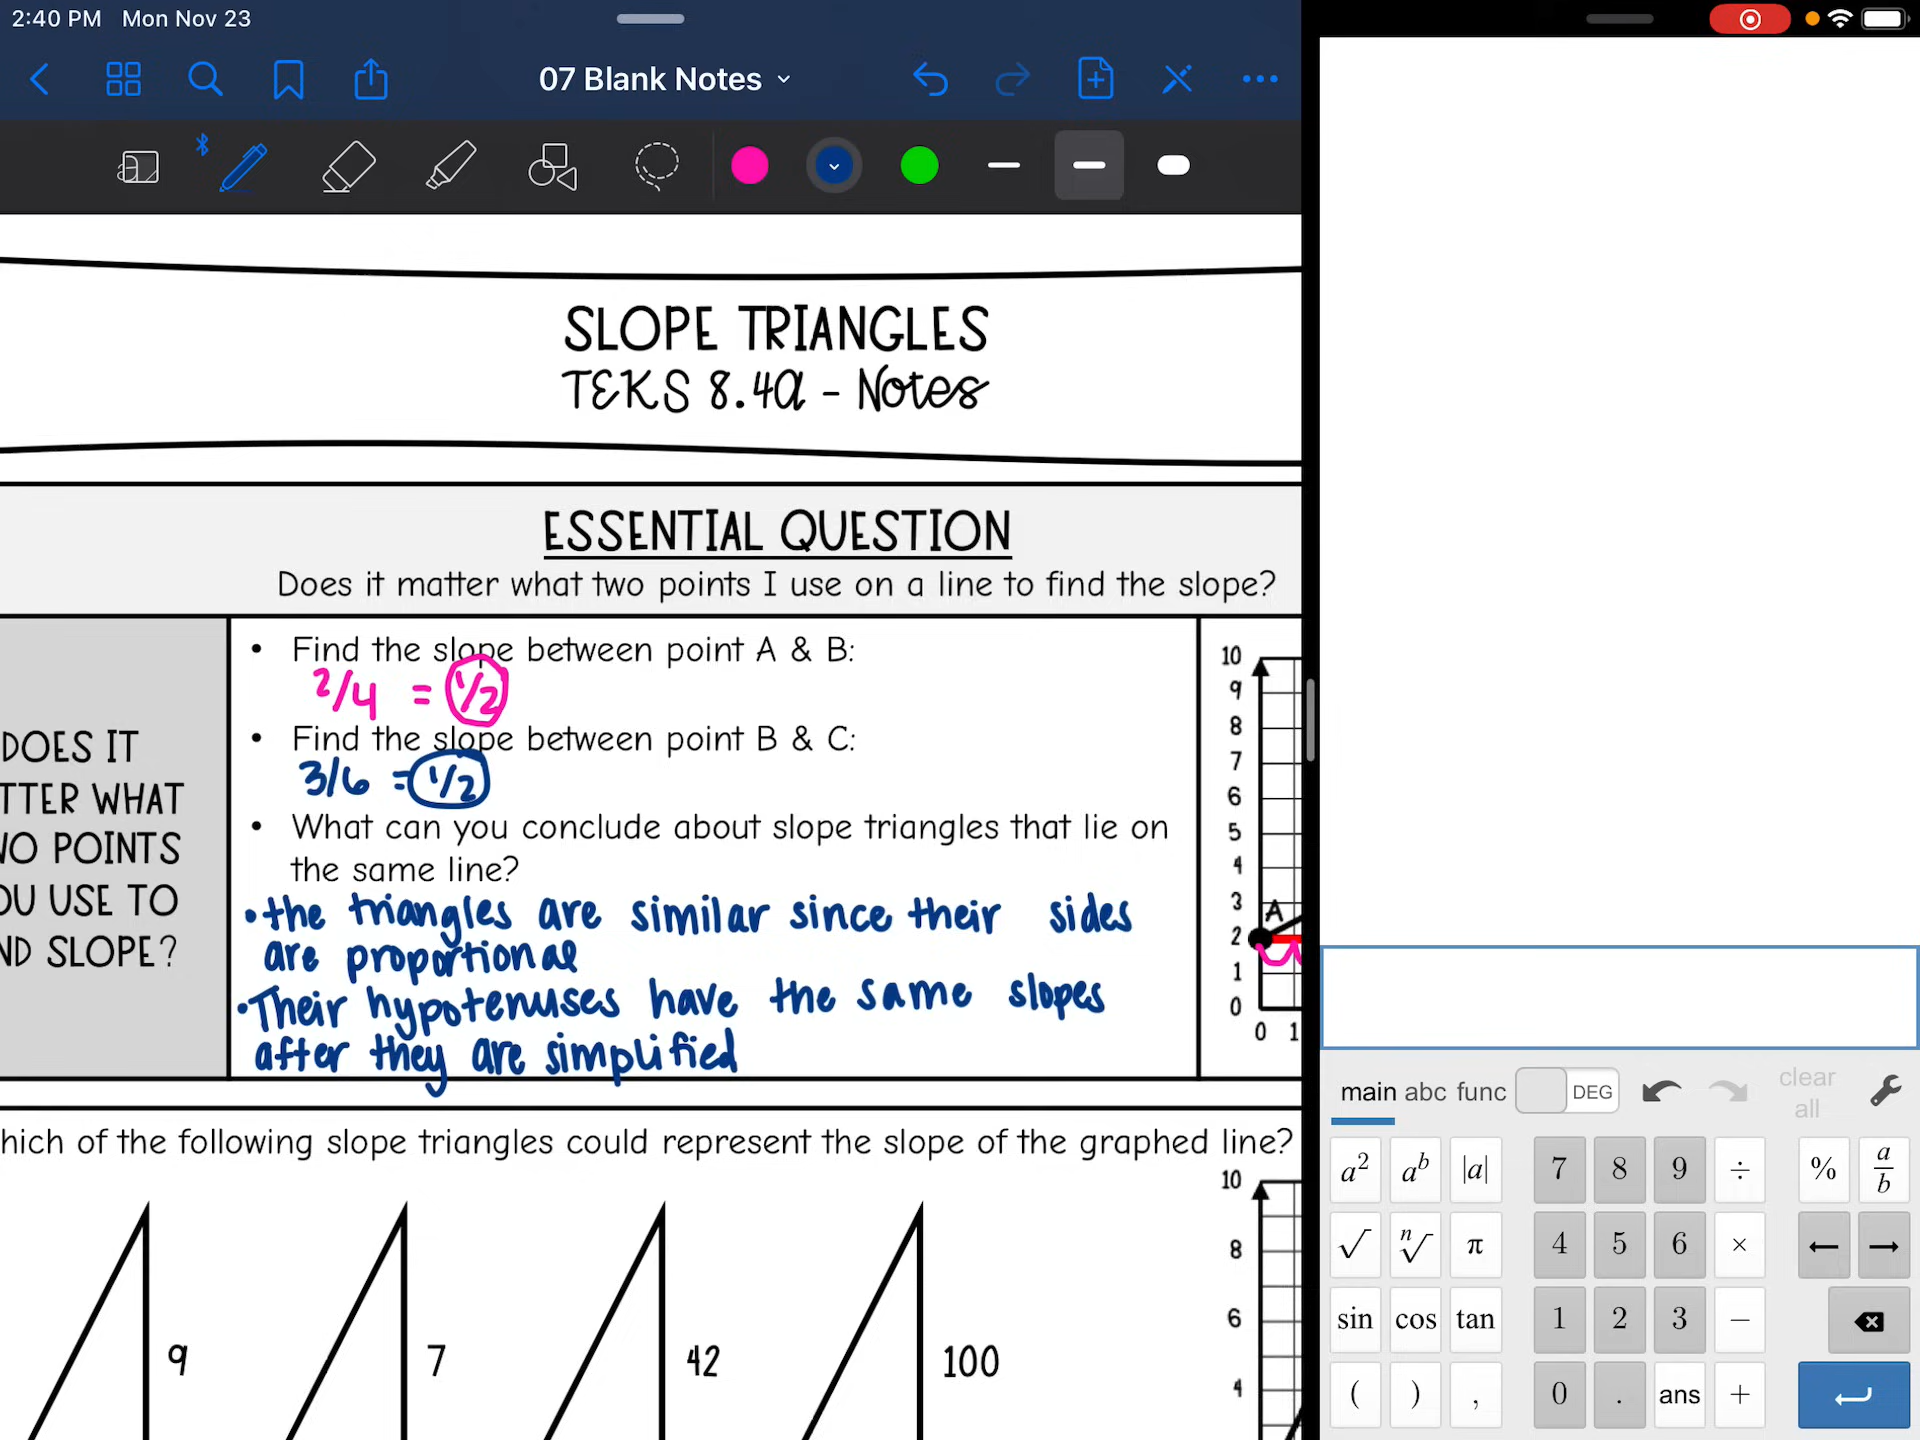 2:40 PM Mon Nov 23
07 Blank Notes
SLOPE TRIANGLES
TEKS 8.4a - Notes
ESSENTIAL QUESTION
Does it matter what two points I use on a line to find the slope?
DOES IT
TTER WHAT
WO POINTS
OU USE TO
ND SLOPE?
• Find the slope between point A & B:
2/4 = 1/2
• Find the slope between point B & C:
3/6 = 1/2
• What can you conclude about slope triangles that lie on
the same line?
• the triangles are similar since their sides
are proportional
• Their hypotenuses have the same slopes
after they are simplified
10
9
8
7
6
5
4
3
A
2
1
0
0 1
hich of the following slope triangles could represent the slope of the graphed line?
9
7
42
100
10
8
6
4
main abc func DEG clear
all
a² aᵇ |a| 7 8 9 ÷ % a/b
√ ⁿ√ π 4 5 6 × ← →
sin cos tan 1 2 3 −
( ) , 0 . ans +